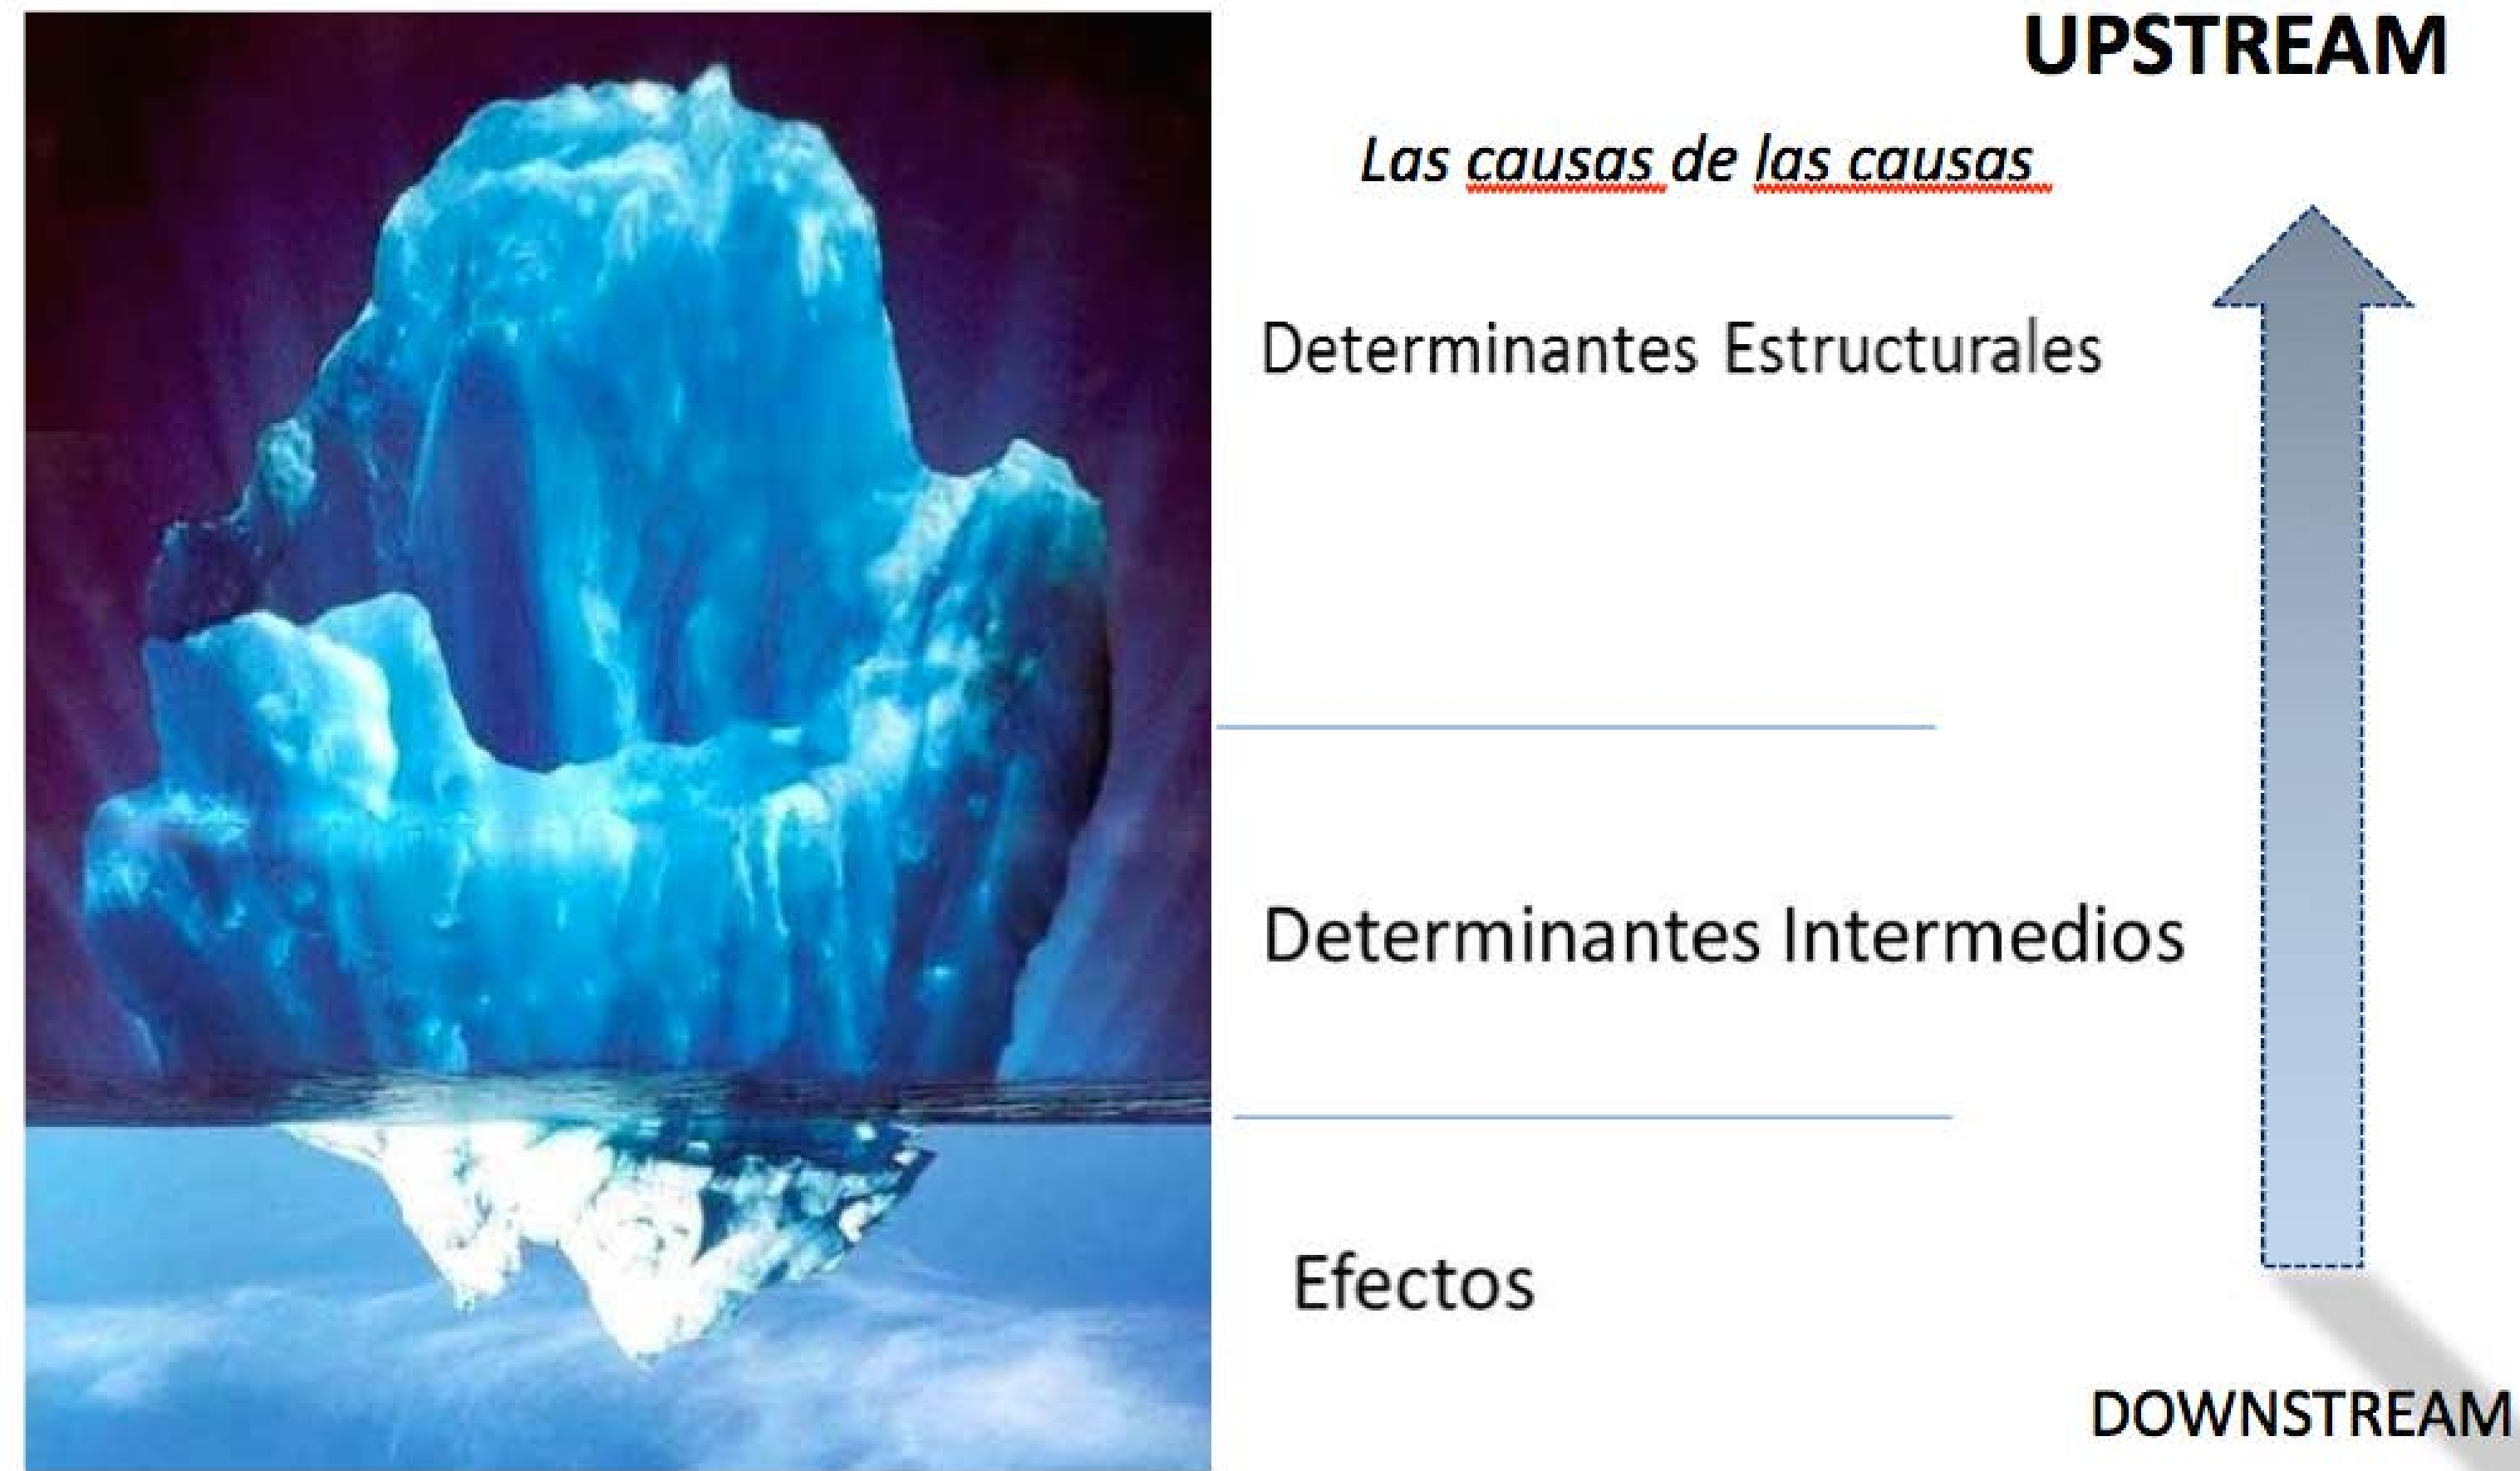 UPSTREAM
Las causas de las causas
Determinantes Estructurales
Determinantes Intermedios
Efectos
DOWNSTREAM